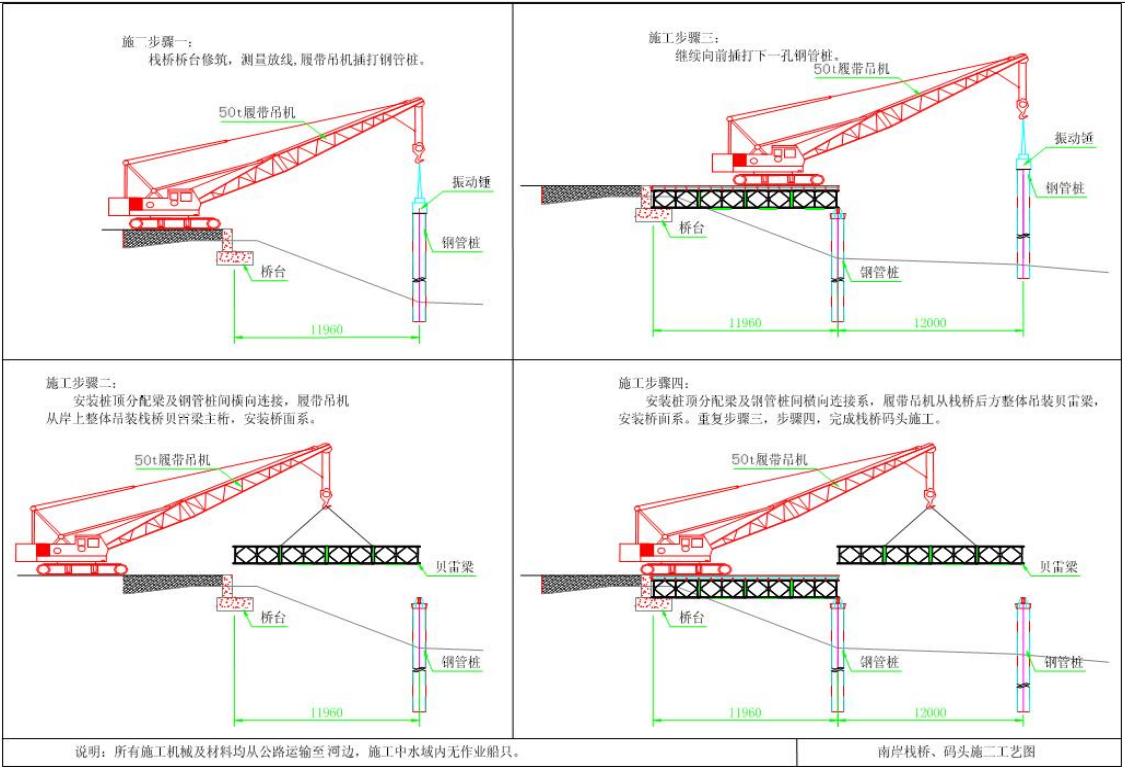 施工步骤一:
栈桥桥台修筑，测量放线,履带吊机插打钢管桩。
50t履带吊机
振动锤
钢管桩
桥台
11960
施工步骤三:
继续向前插打下一孔钢管桩。
50t履带吊机
振动锤
钢管桩
桥台
钢管桩
11960
12000
施工步骤二:
安装桩顶分配梁及钢管桩间横向连接，履带吊机
从岸上整体吊装栈桥贝雷梁主桁，安装桥面系。
50t履带吊机
贝雷梁
桥台
钢管桩
11960
施工步骤四:
安装桩顶分配梁及钢管桩间横向连接系，履带吊机从栈桥后方整体吊装贝雷梁，
安装桥面系。重复步骤三，步骤四，完成栈桥码头施工。
50t履带吊机
贝雷梁
桥台
钢管桩
钢管桩
11960
12000
说明：所有施工机械及材料均从公路运输至河边，施工中水域内无作业船只。
南岸栈桥、码头施工工艺图